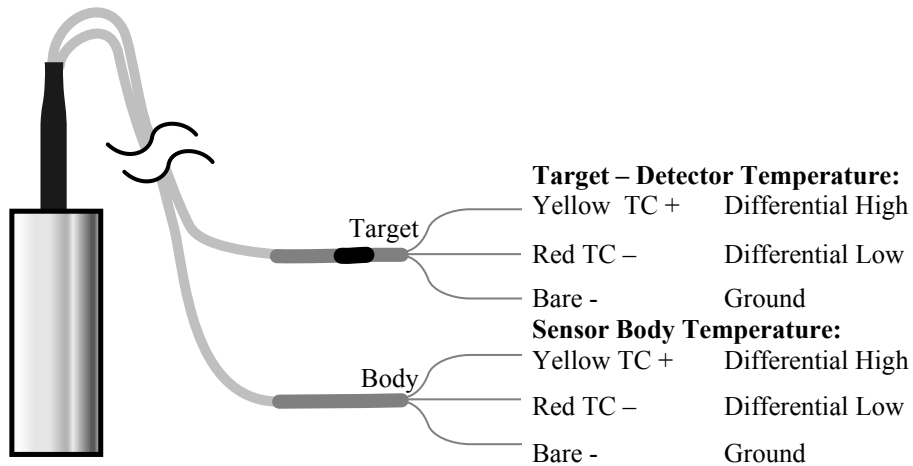 Target – Detector Temperature:
Target
Yellow TC + Differential High
Red TC – Differential Low
Bare - Ground
Sensor Body Temperature:
Body
Yellow TC + Differential High
Red TC – Differential Low
Bare - Ground